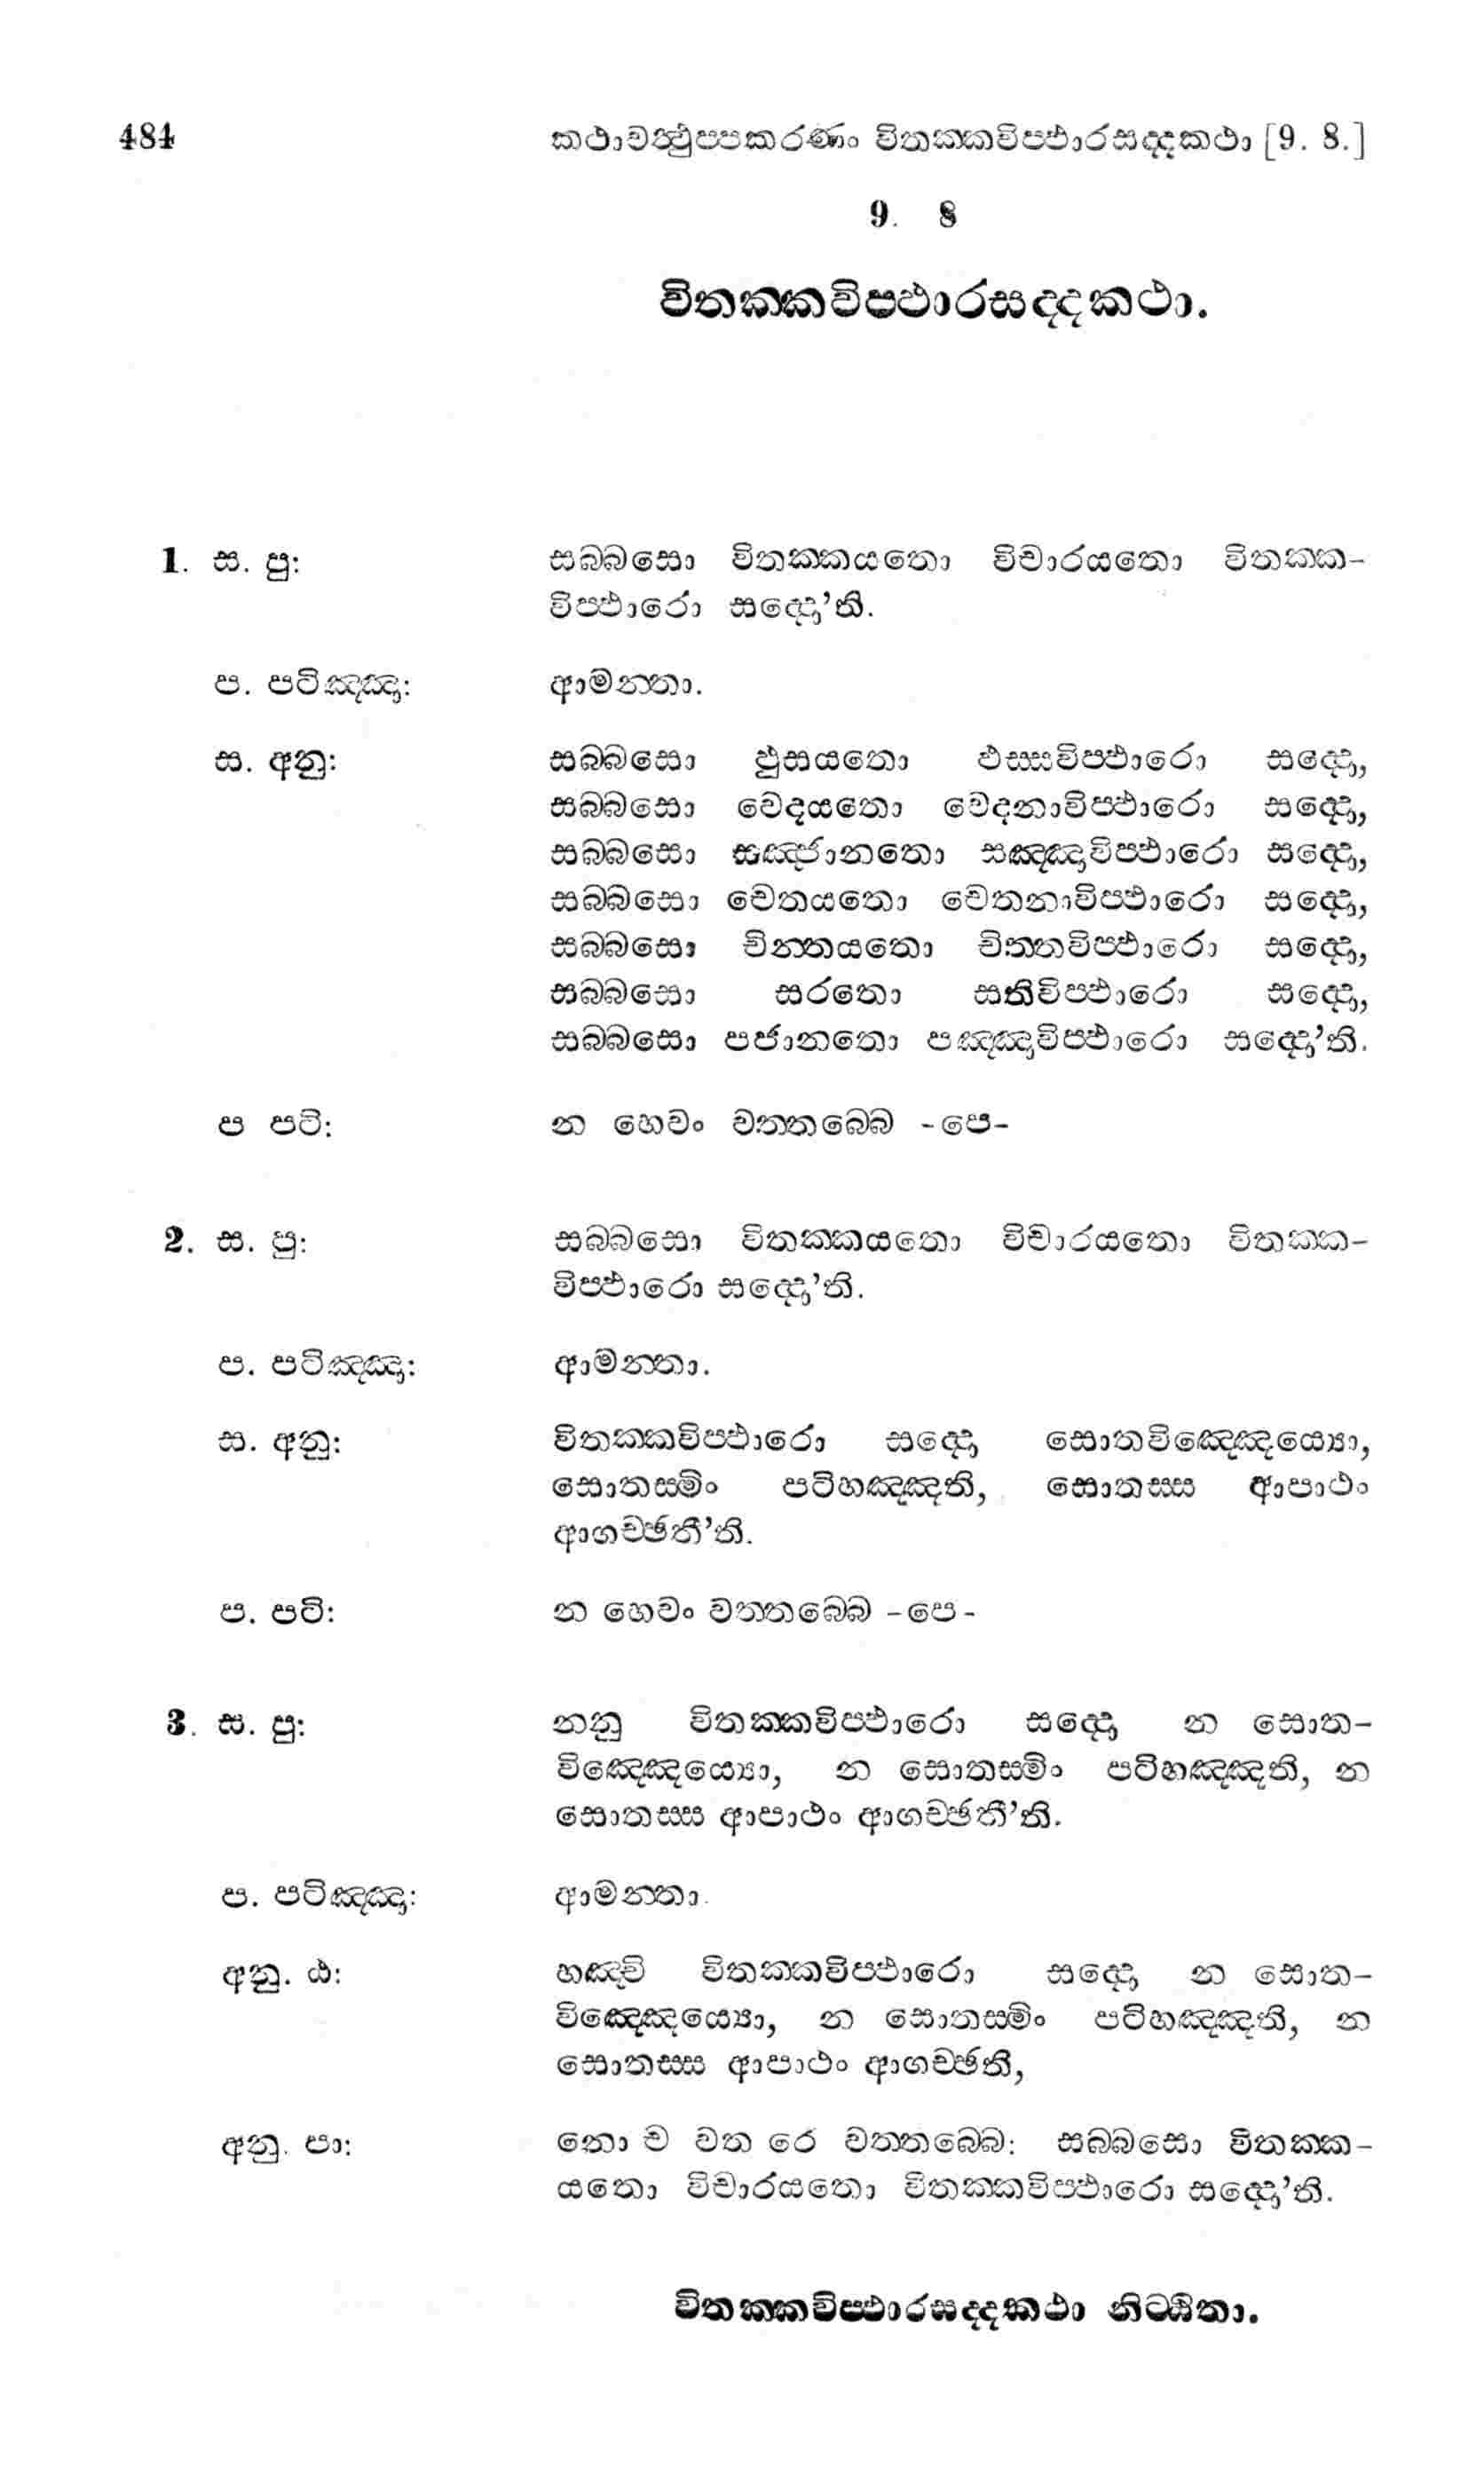 484 කථාවත්‍ථුප්පකරණං විතක්කවිප්ඵාරසද්දකථා [9. 8.]
9. 8
විතක්කවිප්ඵාරසද්දකථා.
1. ස. පු: සබ්බසො විතක්කයතො විචාරයතො විතක්ක-
විප්ඵාරො සද්දො’ති.
ප. පටිඤ්ඤා: ආමන්තා.
ස. අනු: සබ්බසො ඵුසයතො ඵස්සවිප්ඵාරො සද්දො,
සබ්බසො වෙදයතො වෙදනාවිප්ඵාරො සද්දො,
සබ්බසො සඤ්ජානතො සඤ්ඤාවිප්ඵාරො සද්දො,
සබ්බසො චෙතයතො චෙතනාවිප්ඵාරො සද්දො,
සබ්බසො චින්තයතො චිත්තවිප්ඵාරො සද්දො,
සබ්බසො සරතො සතිවිප්ඵාරො සද්දො,
සබ්බසො පජානතො පඤ්ඤාවිප්ඵාරො සද්දො’ති.
ප පටි: න හෙවං වත්තබ්බෙ -පෙ-
2. ස. පු: සබ්බසො විතක්කයතො විචාරයතො විතක්ක-
විප්ඵාරො සද්දො’ති.
ප. පටිඤ්ඤා: ආමන්තා.
ස. අනු: විතක්කවිප්ඵාරො සද්දො සොතවිඤ්ඤෙය්‍යො,
සොතස්මිං පටිහඤ්ඤති, සොතස්ස ආපාථං
ආගච්ඡතී’ති.
ප. පටි: න හෙවං වත්තබ්බෙ -පෙ-
3. ස. පු: නනු විතක්කවිප්ඵාරො සද්දො න සොත-
විඤ්ඤෙය්‍යො, න සොතස්මිං පටිහඤ්ඤති, න
සොතස්ස ආපාථං ආගච්ඡතී’ති.
ප. පටිඤ්ඤා: ආමන්තා.
අනු. ඨ: හඤ්චි විතක්කවිප්ඵාරො සද්දො න සොත-
විඤ්ඤෙය්‍යො, න සොතස්මිං පටිහඤ්ඤති, න
සොතස්ස ආපාථං ආගච්ඡති,
අනු. පා: නො ච වත රෙ වත්තබ්බෙ: සබ්බසො විතක්ක-
යතො විචාරයතො විතක්කවිප්ඵාරො සද්දො’ති.
විතක්කවිප්ඵාරසද්දකථා නිට්ඨිතා.